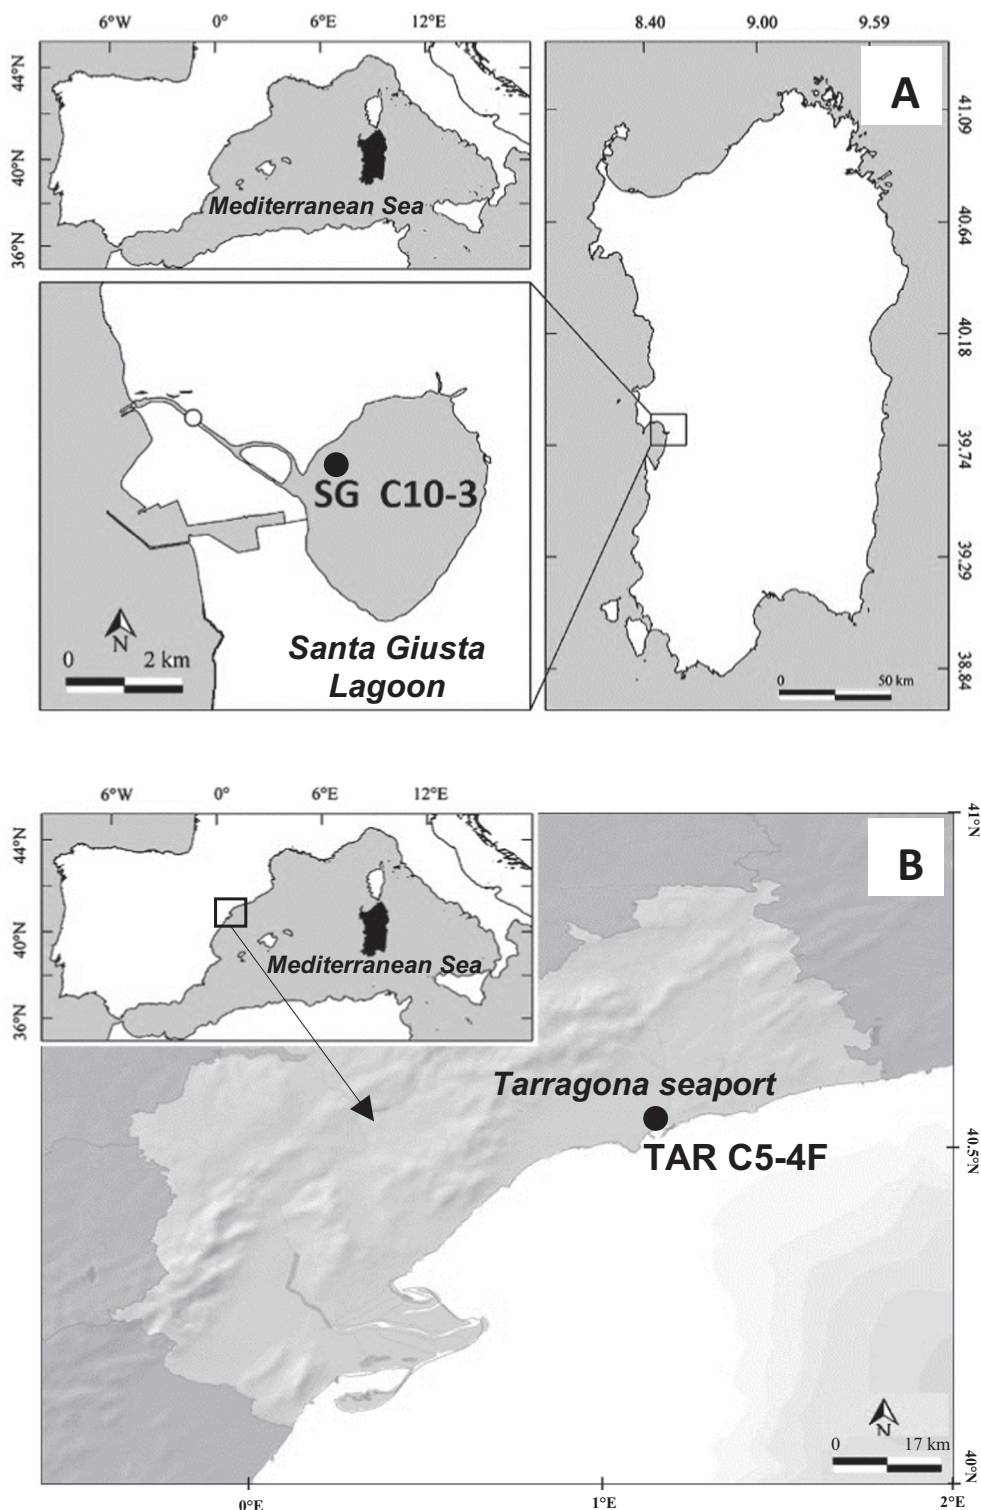 6°W 0° 6°E 12°E
44°N
40°N
36°N
Mediterranean Sea
8.40 9.00 9.59
A
41.09
40.64
40.18
39.74
39.29
38.84
0 50 km
SG C10-3
N
0 2 km
Santa Giusta
Lagoon
6°W 0° 6°E 12°E
44°N
40°N
36°N
Mediterranean Sea
B
41°N
40.5°N
40°N
Tarragona seaport
TAR C5-4F
N
0 17 km
0°E 1°E 2°E